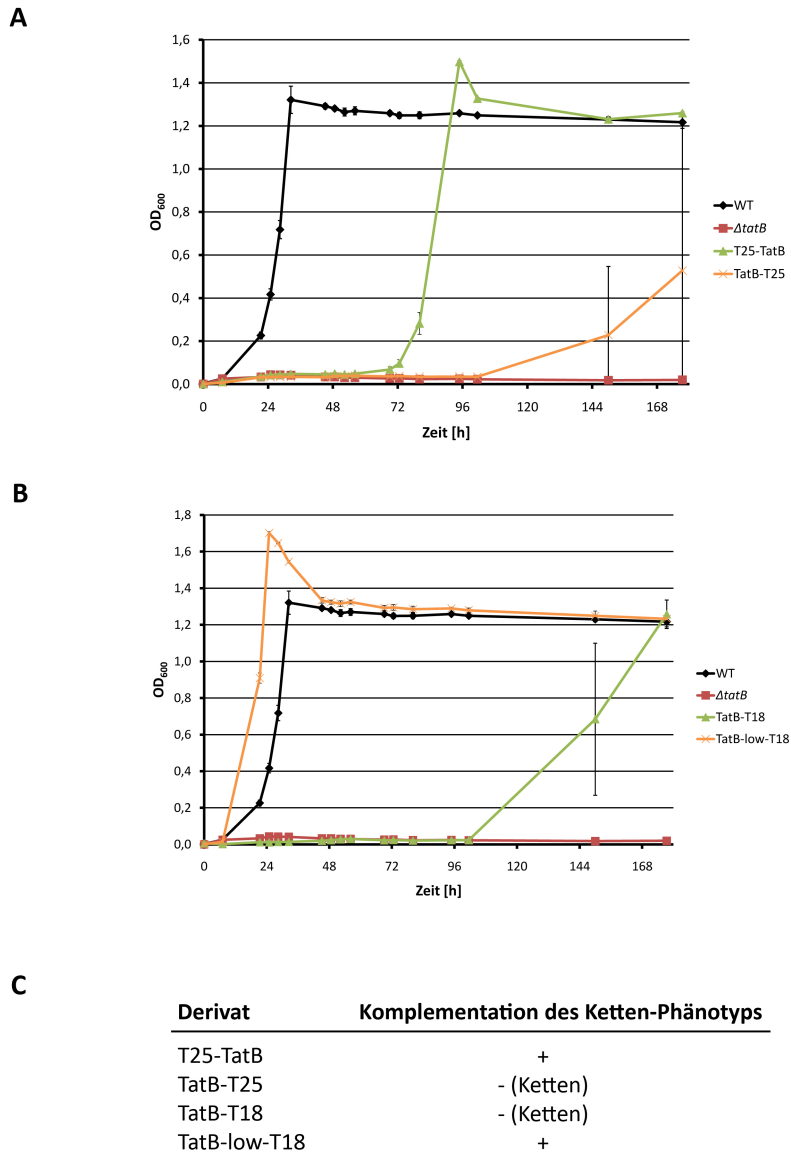 A
1,6
1,4
1,2
1,0
0,8
0,6
0,4
0,2
0,0
OD600
0 24 48 72 96 120 144 168
Zeit [h]
WT
ΔtatB
T25-TatB
TatB-T25
B
1,8
1,6
1,4
1,2
1,0
0,8
0,6
0,4
0,2
0,0
OD600
0 24 48 72 96 120 144 168
Zeit [h]
WT
ΔtatB
TatB-T18
TatB-low-T18
C
Derivat Komplementation des Ketten-Phänotyps
T25-TatB +
TatB-T25 - (Ketten)
TatB-T18 - (Ketten)
TatB-low-T18 +